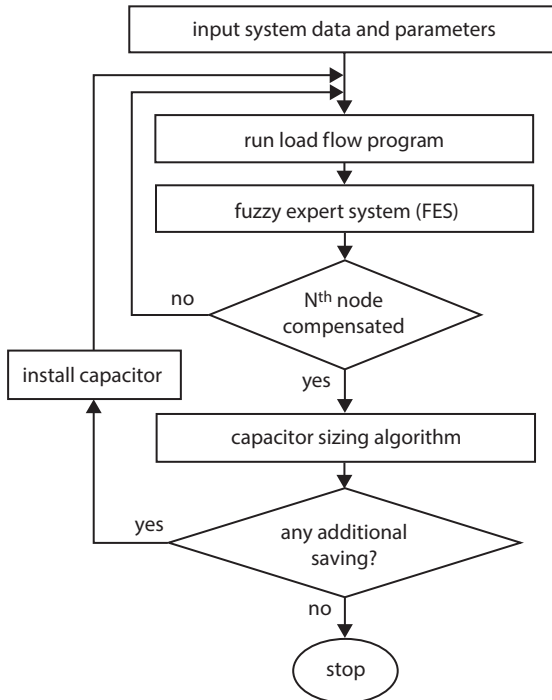 input system data and parameters
run load flow program
fuzzy expert system (FES)
no
Nth node
compensated
install capacitor
yes
capacitor sizing algorithm
yes
any additional
saving?
no
stop